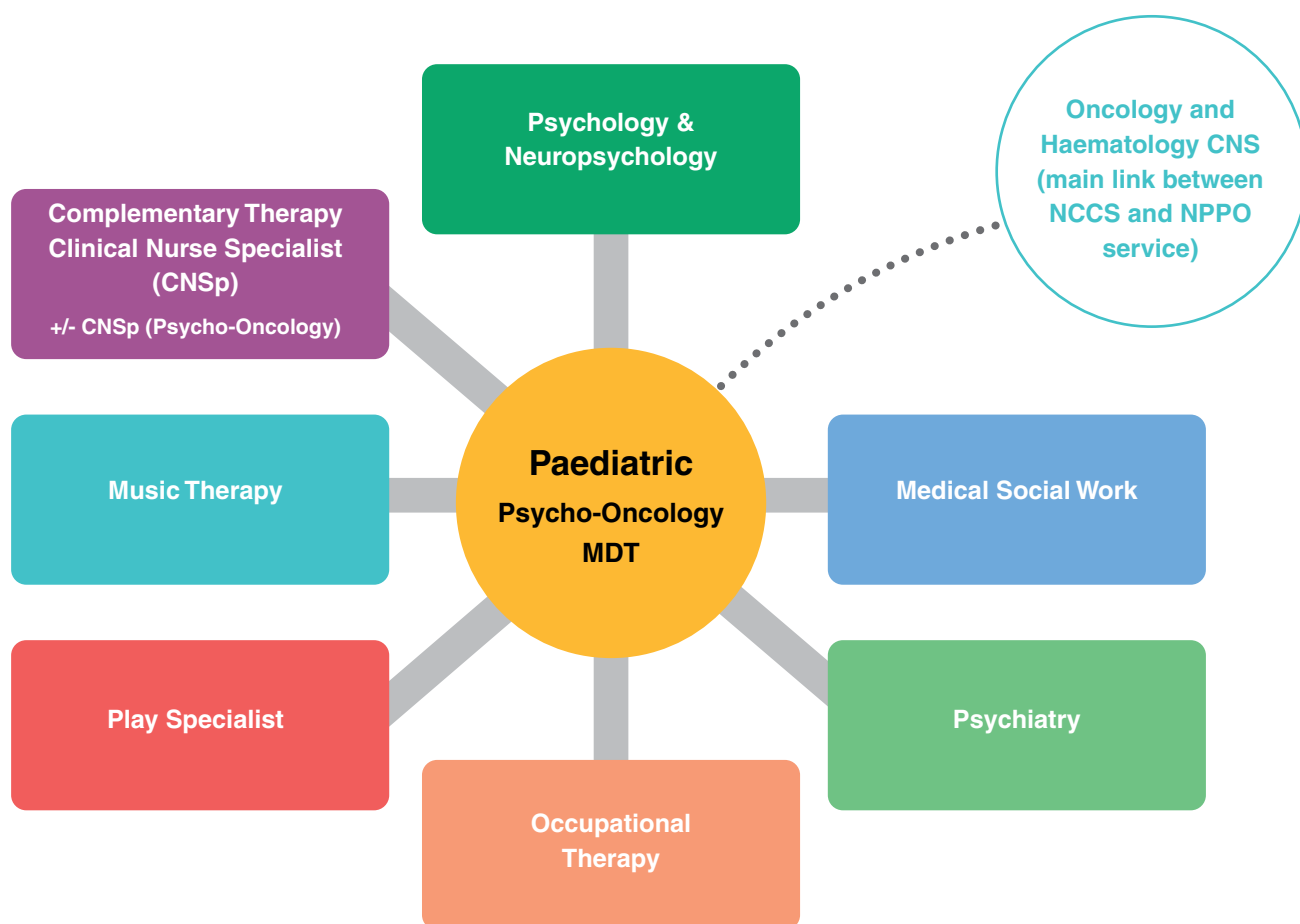 Psychology &
Neuropsychology
Oncology and
Haematology CNS
(main link between
NCCS and NPPO
service)
Complementary Therapy
Clinical Nurse Specialist
(CNSp)
+/- CNSp (Psycho-Oncology)
Paediatric
Psycho-Oncology
MDT
Music Therapy
Medical Social Work
Play Specialist
Psychiatry
Occupational
Therapy